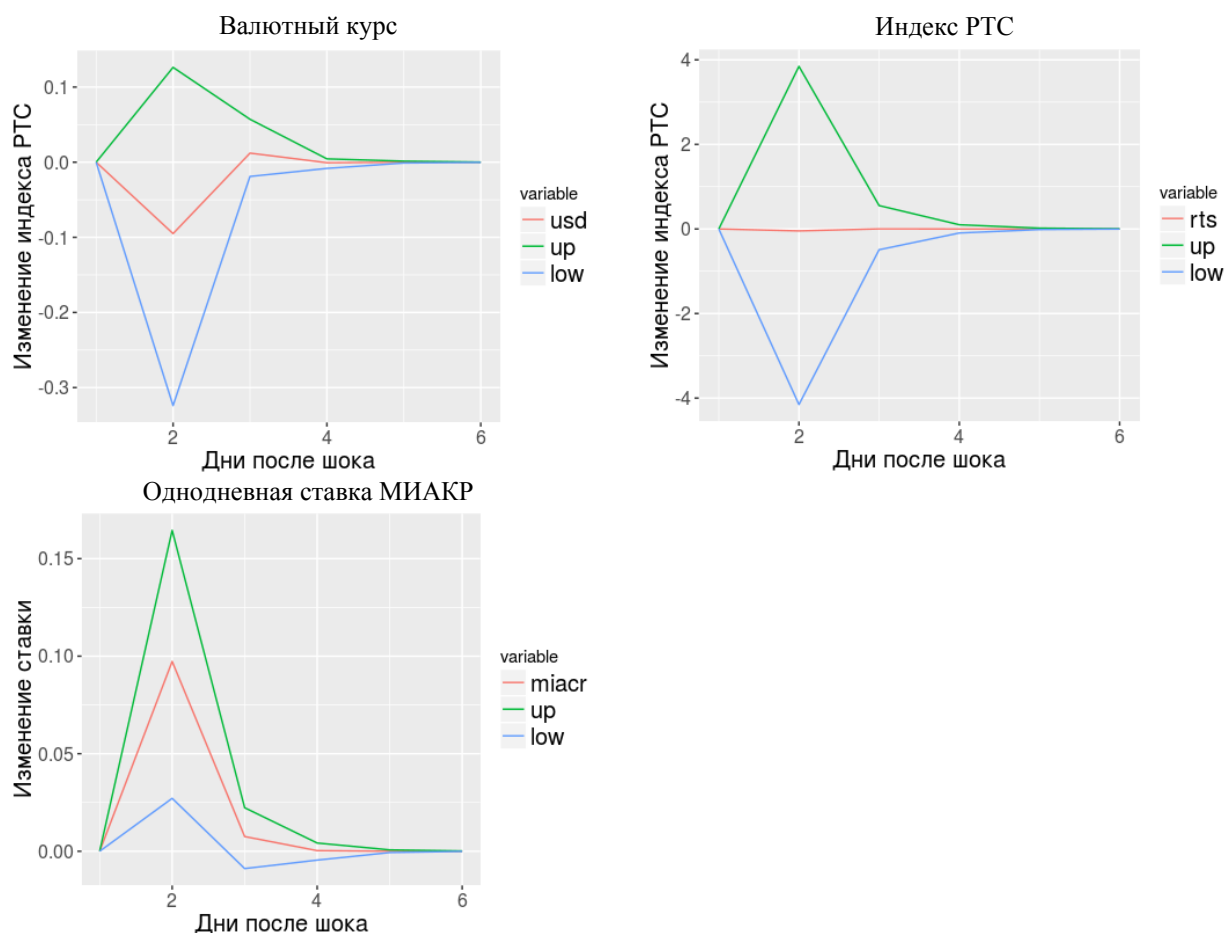 Валютный курс
Изменение индекса РТС
0.1
0.0
-0.1
-0.2
-0.3
2
4
6
Дни после шока
variable
usd
up
low
Индекс РТС
Изменение индекса РТС
4
2
0
-2
-4
2
4
6
Дни после шока
variable
rts
up
low
Однодневная ставка МИАКР
Изменение ставки
0.15
0.10
0.05
0.00
2
4
6
Дни после шока
variable
miacr
up
low